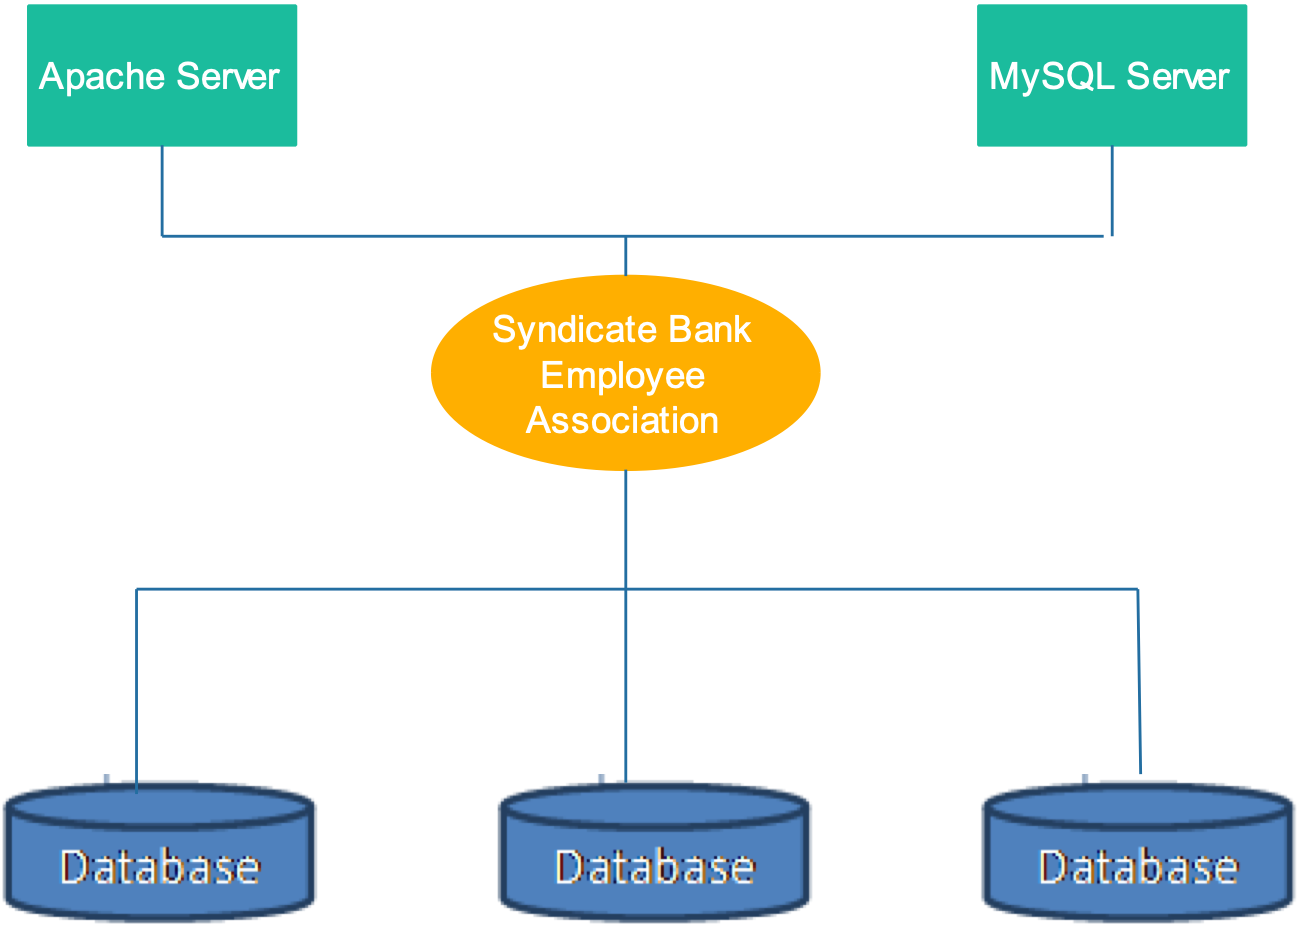 Apache Server
MySQL Server
Syndicate Bank
Employee
Association
Database
Database
Database